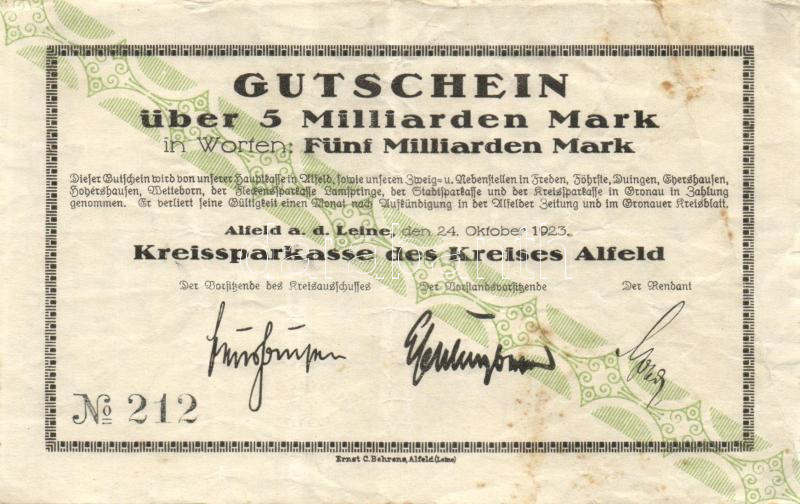 GUTSCHEIN
über 5 Milliarden Mark
in Worten: Fünf Milliarden Mark
Dieser Gutschein wird von unserer Hauptkasse in Alfeld, sowie unseren Zweig- u. Nebenstellen in Freden, Föhrste, Duingen, Eyershausen,
Hoyershausen, Wetteborn, der Fleckenssparkasse Lamspringe, der Stadtsparkasse und der Kreissparkasse in Gronau in Zahlung
genommen. Er verliert seine Gültigkeit einen Monat nach Aufkündigung in der Alfelder Zeitung und im Gronauer Kreisblatt.
Alfeld a. d. Leine, den 24. Oktober 1923.
Kreissparkasse des Kreises Alfeld
Der Vorsitzende des Kreisausschusses Der Vorstandsvorsitzende Der Rendant
No 212
Ernst C. Behrens, Alfeld (Leine)